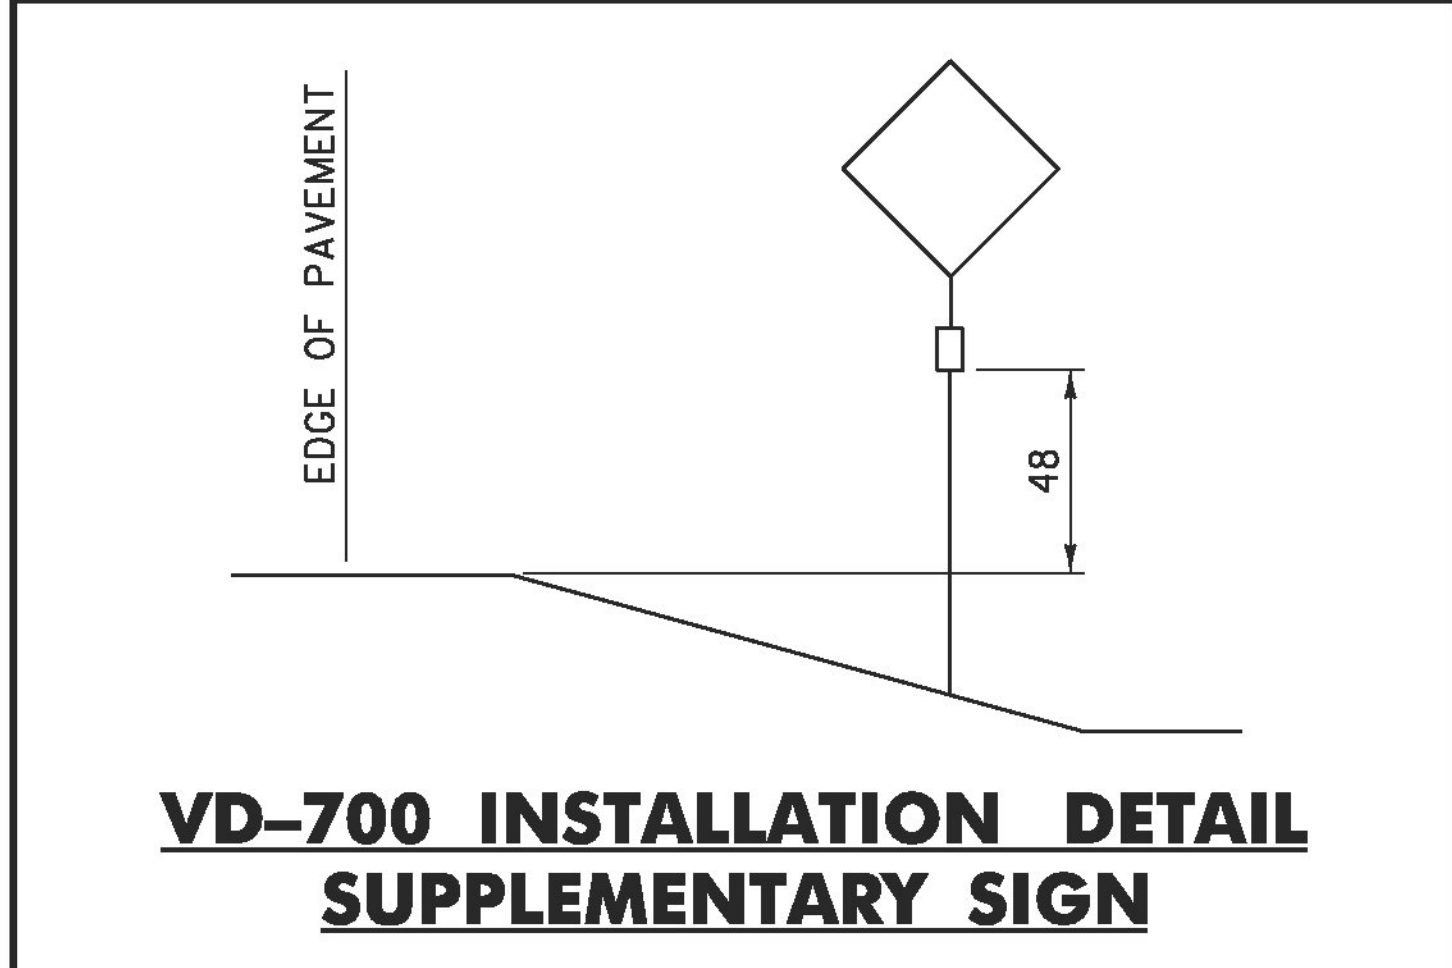 EDGE OF PAVEMENT
48
VD–700 INSTALLATION DETAIL
SUPPLEMENTARY SIGN